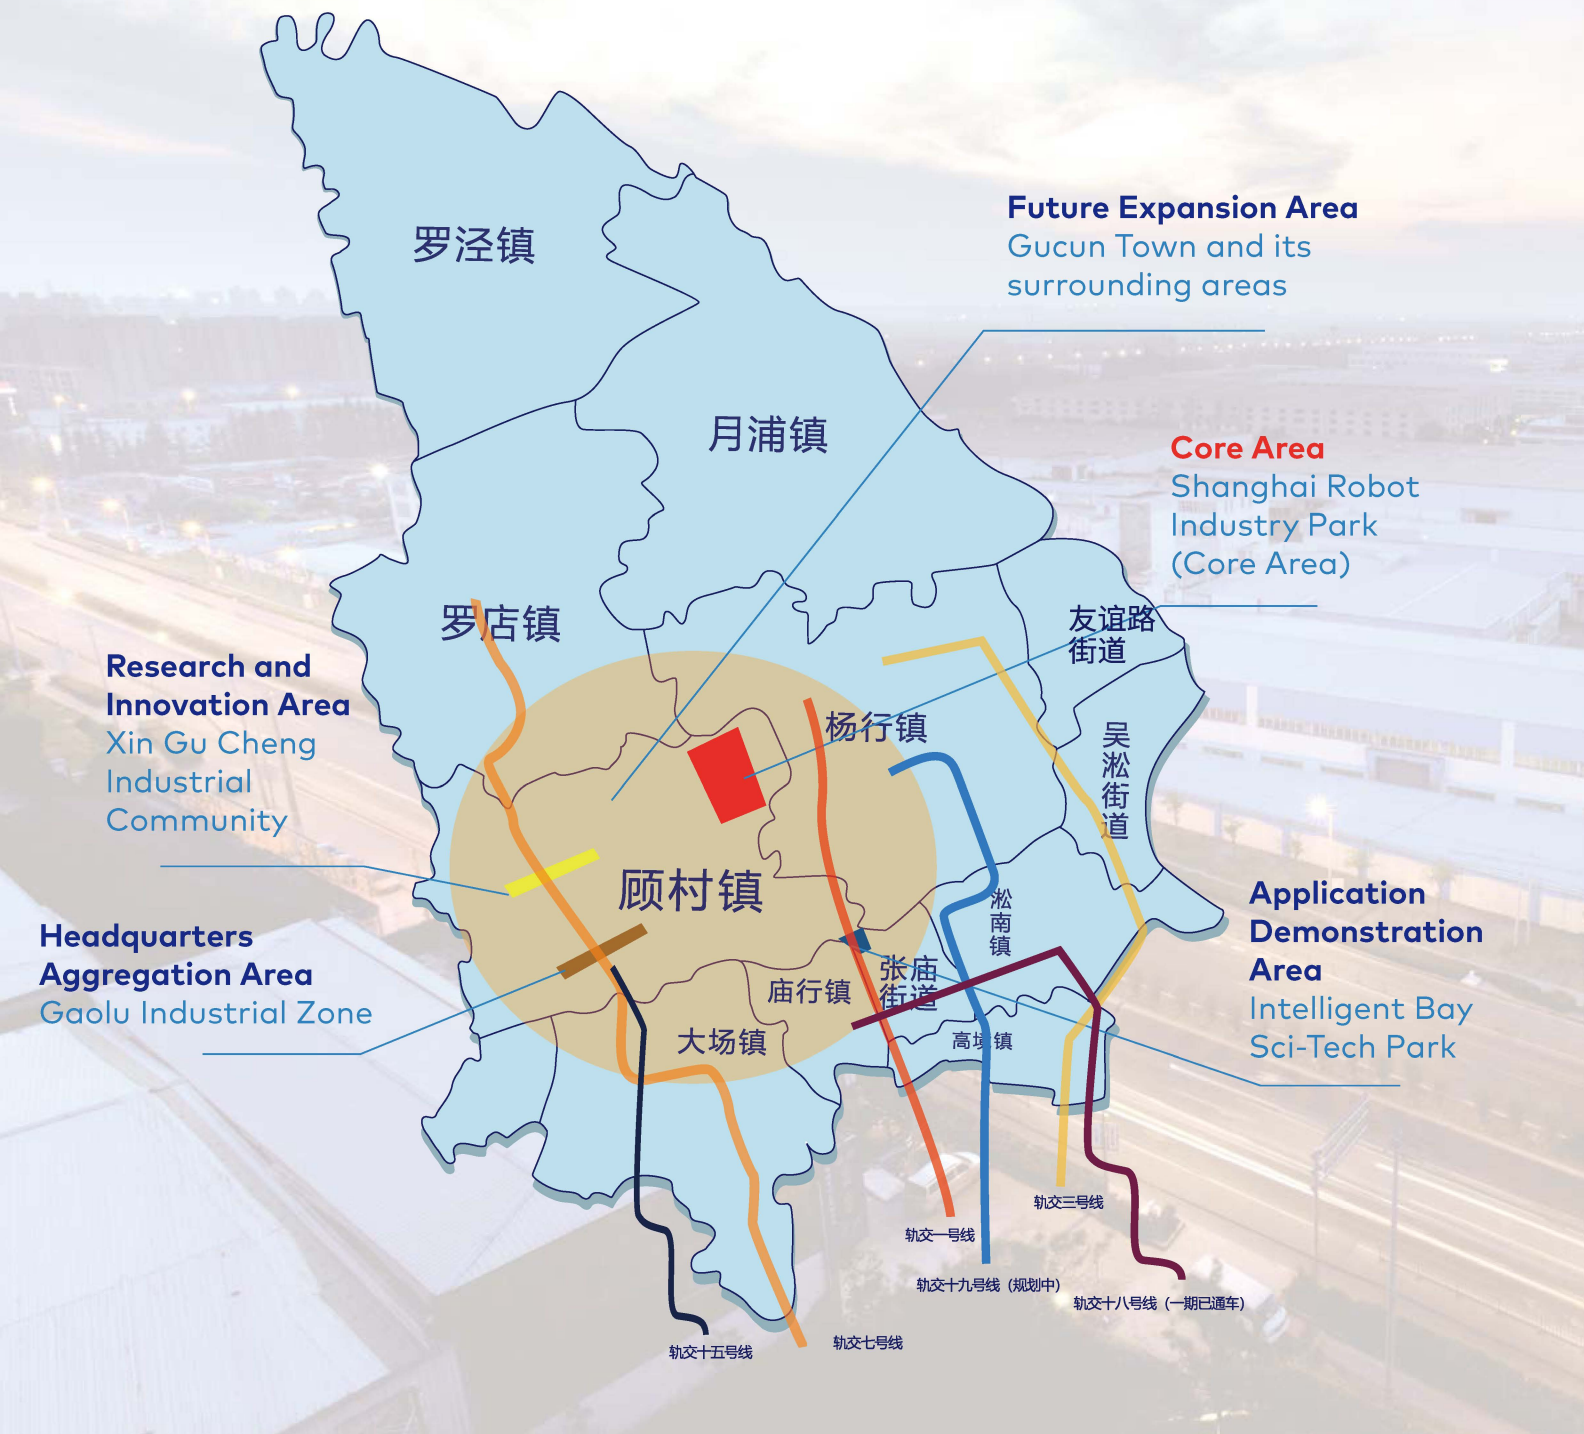 罗泾镇
Future Expansion Area
Gucun Town and its
surrounding areas
月浦镇
Core Area
Shanghai Robot
Industry Park
(Core Area)
罗店镇
友谊路
街道
Research and
Innovation Area
Xin Gu Cheng
Industrial
Community
杨行镇
吴淞街道
顾村镇
淞南镇
Headquarters
Aggregation Area
Gaolu Industrial Zone
Application
Demonstration
Area
Intelligent Bay
Sci-Tech Park
张庙
街道
庙行镇
大场镇
高境镇
轨交三号线
轨交一号线
轨交十九号线（规划中）
轨交十八号线（一期已通车）
轨交七号线
轨交十五号线